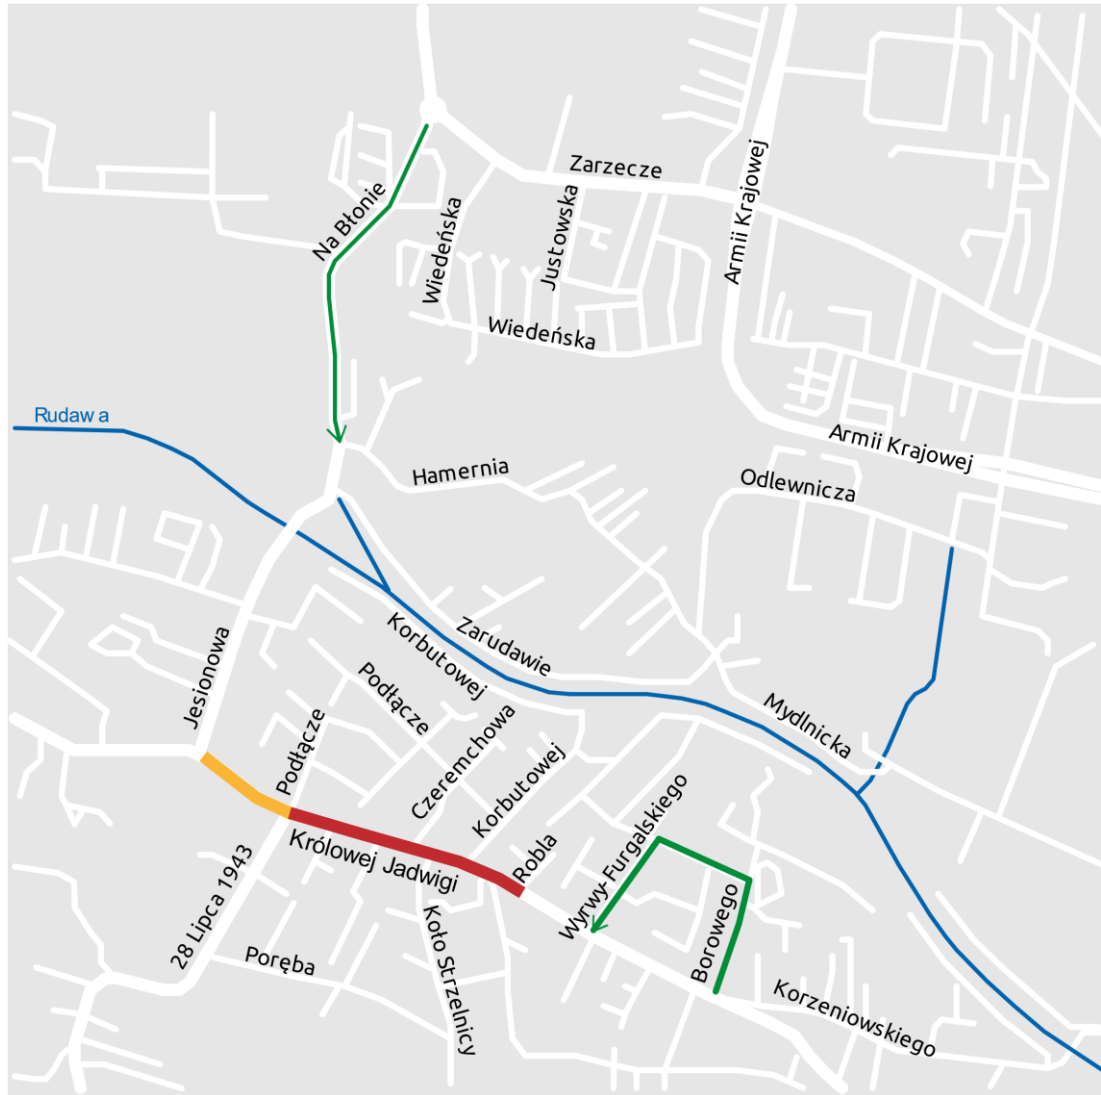 Zarzecze
Armii Krajowej
Na Błonie
Wiedeńska
Justowska
Wiedeńska
Rudaw a
Armii Krajowej
Hamernia
Odlewnicza
Korbutowej
Zarudawie
Jesionowa
Podłącze
Mydlnicka
Podłącze
Czeremchowa
Korbutowej
Królowej Jadwigi
Robla
Wyrwy-Furgalskiego
28 Lipca 1943
Koło Strzelnicy
Borowego
Poręba
Korzeniowskiego